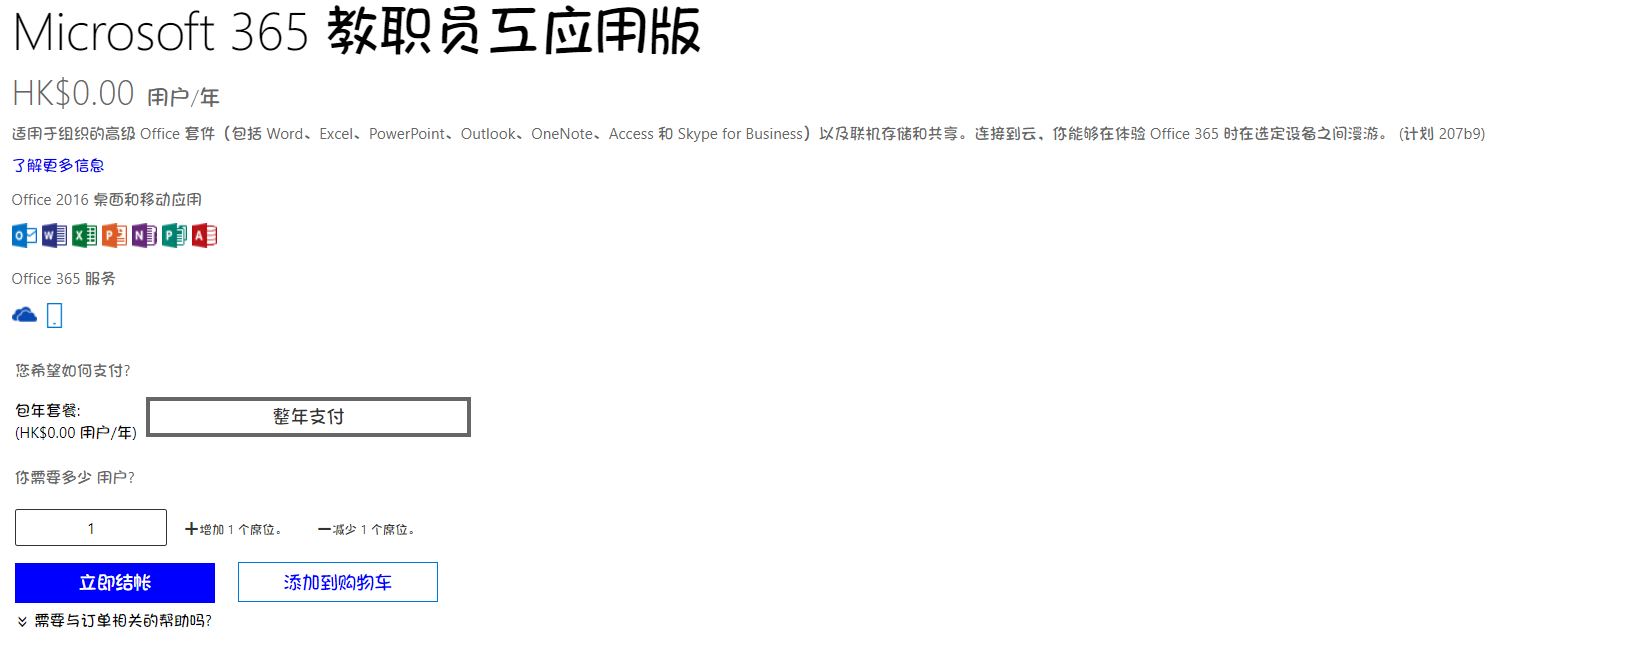 Microsoft 365 教职员工应用版
HK$0.00 用户/年
适用于组织的高级 Office 套件（包括 Word、Excel、PowerPoint、Outlook、OneNote、Access 和 Skype for Business）以及联机存储和共享。连接到云，你能够在体验 Office 365 时在选定设备之间漫游。 (计划 207b9)
了解更多信息
Office 2016 桌面和移动应用
O W X P N P A
Office 365 服务
您希望如何支付?
包年套餐:
(HK$0.00 用户/年)
整年支付
你需要多少 用户?
1 +增加 1 个席位。 −减少 1 个席位。
立即结帐 添加到购物车
需要与订单相关的帮助吗?